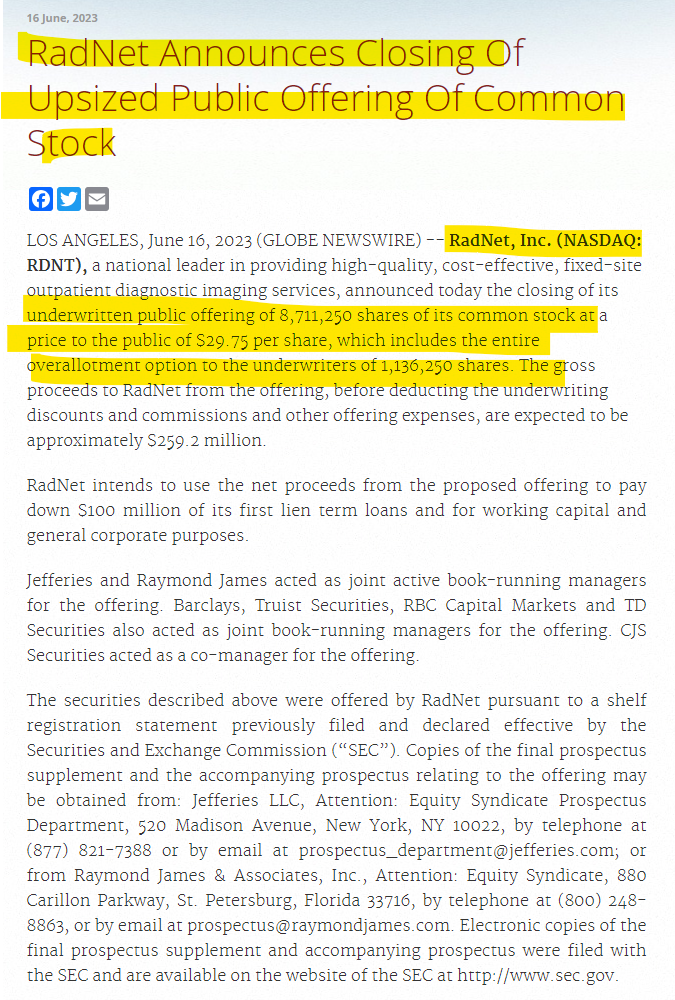 16 June, 2023
RadNet Announces Closing Of
Upsized Public Offering Of Common
Stock
LOS ANGELES, June 16, 2023 (GLOBE NEWSWIRE) -- RadNet, Inc. (NASDAQ:
RDNT), a national leader in providing high-quality, cost-effective, fixed-site
outpatient diagnostic imaging services, announced today the closing of its
underwritten public offering of 8,711,250 shares of its common stock at a
price to the public of $29.75 per share, which includes the entire
overallotment option to the underwriters of 1,136,250 shares. The gross
proceeds to RadNet from the offering, before deducting the underwriting
discounts and commissions and other offering expenses, are expected to be
approximately $259.2 million.
RadNet intends to use the net proceeds from the proposed offering to pay
down $100 million of its first lien term loans and for working capital and
general corporate purposes.
Jefferies and Raymond James acted as joint active book-running managers
for the offering. Barclays, Truist Securities, RBC Capital Markets and TD
Securities also acted as joint book-running managers for the offering. CJS
Securities acted as a co-manager for the offering.
The securities described above were offered by RadNet pursuant to a shelf
registration statement previously filed and declared effective by the
Securities and Exchange Commission (“SEC”). Copies of the final prospectus
supplement and the accompanying prospectus relating to the offering may
be obtained from: Jefferies LLC, Attention: Equity Syndicate Prospectus
Department, 520 Madison Avenue, New York, NY 10022, by telephone at
(877) 821-7388 or by email at prospectus_department@jefferies.com; or
from Raymond James & Associates, Inc., Attention: Equity Syndicate, 880
Carillon Parkway, St. Petersburg, Florida 33716, by telephone at (800) 248-
8863, or by email at prospectus@raymondjames.com. Electronic copies of the
final prospectus supplement and accompanying prospectus were filed with
the SEC and are available on the website of the SEC at http://www.sec.gov.